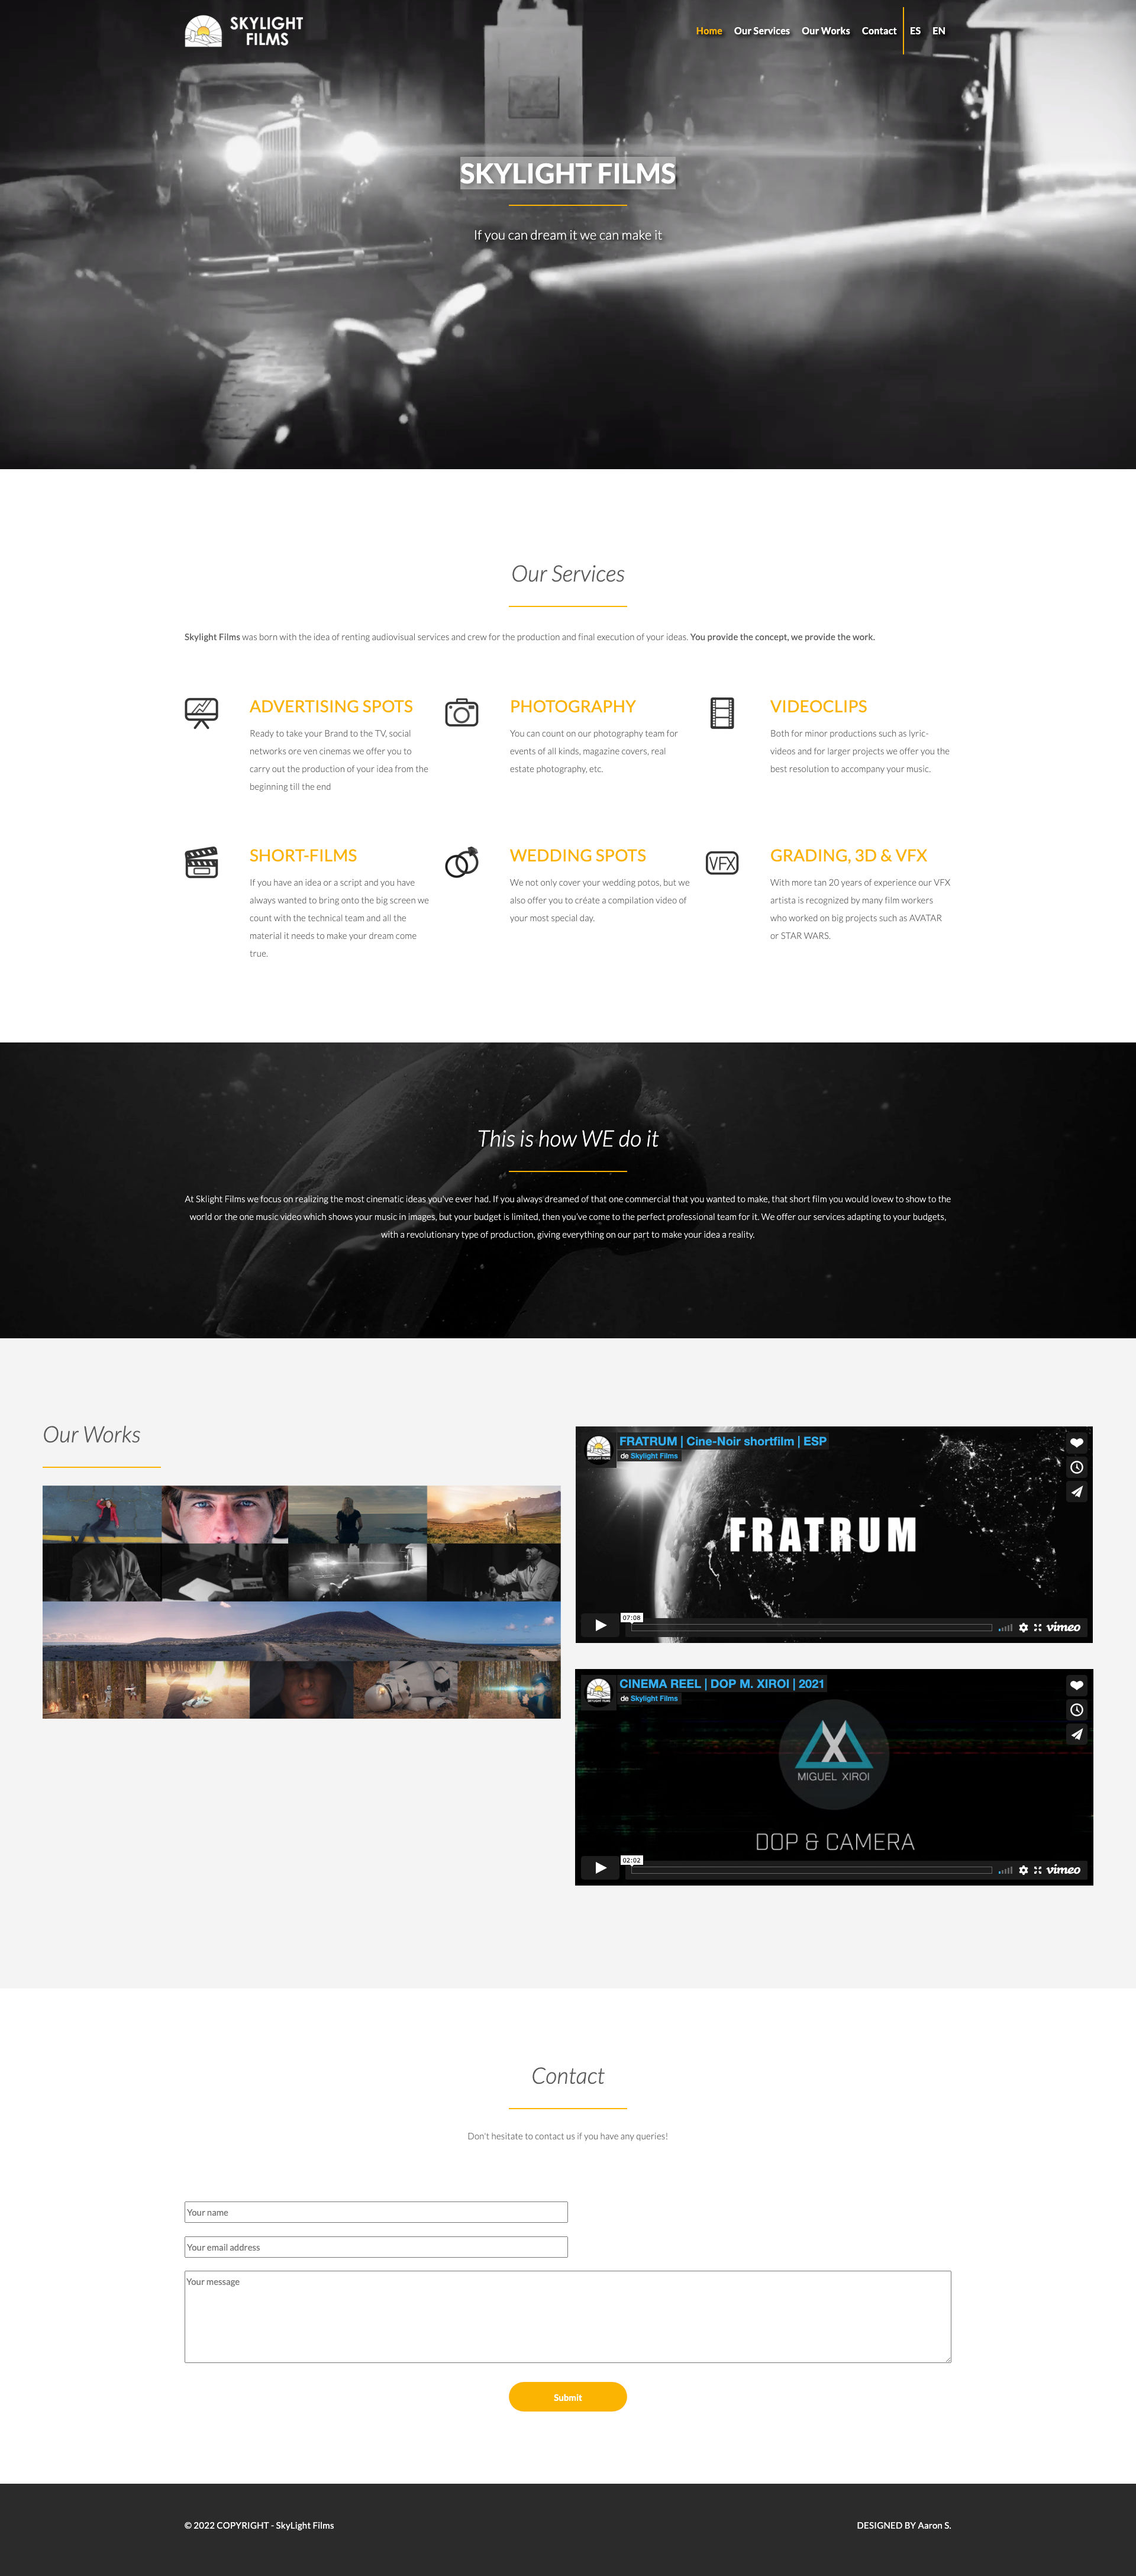 SKYLIGHT
FILMS
Home Our Services Our Works Contact ES EN
SKYLIGHT FILMS
If you can dream it we can make it
Our Services
Skylight Films was born with the idea of renting audiovisual services and crew for the production and final execution of your ideas. You provide the concept, we provide the work.
ADVERTISING SPOTS
Ready to take your Brand to the TV, social
networks ore ven cinemas we offer you to
carry out the production of your idea from the
beginning till the end
PHOTOGRAPHY
You can count on our photography team for
events of all kinds, magazine covers, real
estate photography, etc.
VIDEOCLIPS
Both for minor productions such as lyric-
videos and for larger projects we offer you the
best resolution to accompany your music.
SHORT-FILMS
If you have an idea or a script and you have
always wanted to bring onto the big screen we
count with the technical team and all the
material it needs to make your dream come
true.
WEDDING SPOTS
We not only cover your wedding potos, but we
also offer you to créate a compilation video of
your most special day.
VFX
GRADING, 3D & VFX
With more tan 20 years of experience our VFX
artista is recognized by many film workers
who worked on big projects such as AVATAR
or STAR WARS.
This is how WE do it
At Sklight Films we focus on realizing the most cinematic ideas you've ever had. If you always dreamed of that one commercial that you wanted to make, that short film you would lovew to show to the
world or the one music video which shows your music in images, but your budget is limited, then you've come to the perfect professional team for it. We offer our services adapting to your budgets,
with a revolutionary type of production, giving everything on our part to make your idea a reality.
Our Works
FRATRUM | Cine-Noir shortfilm | ESP
de Skylight Films
FRATRUM
07:08
vimeo
CINEMA REEL | DOP M. XIROI | 2021
de Skylight Films
MIGUEL XIROI
DOP & CAMERA
02:02
vimeo
Contact
Don't hesitate to contact us if you have any queries!
Your name
Your email address
Your message
Submit
© 2022 COPYRIGHT - SkyLight Films
DESIGNED BY Aaron S.